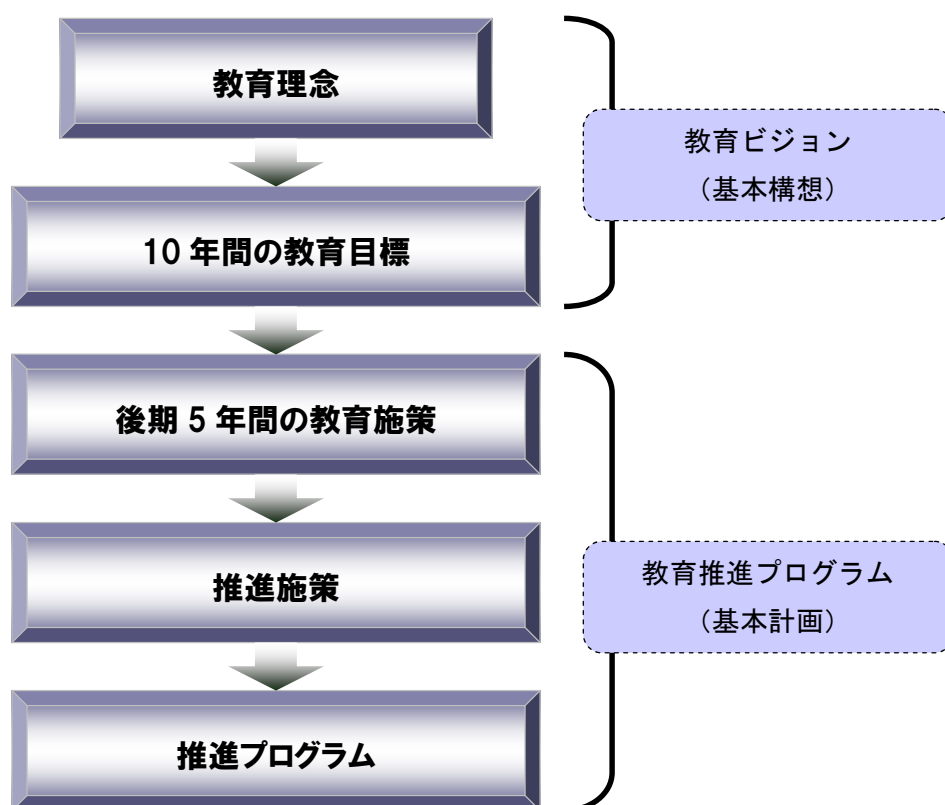 教育理念
教育ビジョン
（基本構想）
10 年間の教育目標
後期 5 年間の教育施策
推進施策
教育推進プログラム
（基本計画）
推進プログラム